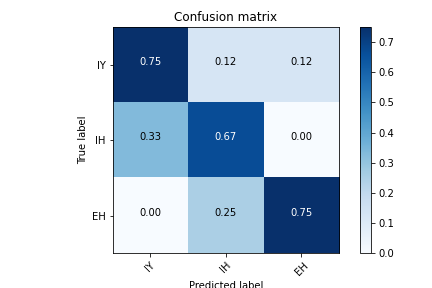 Confusion matrix
True label
IY 0.75 0.12 0.12
IH 0.33 0.67 0.00
EH 0.00 0.25 0.75
IY IH EH
Predicted label
0.7
0.6
0.5
0.4
0.3
0.2
0.1
0.0